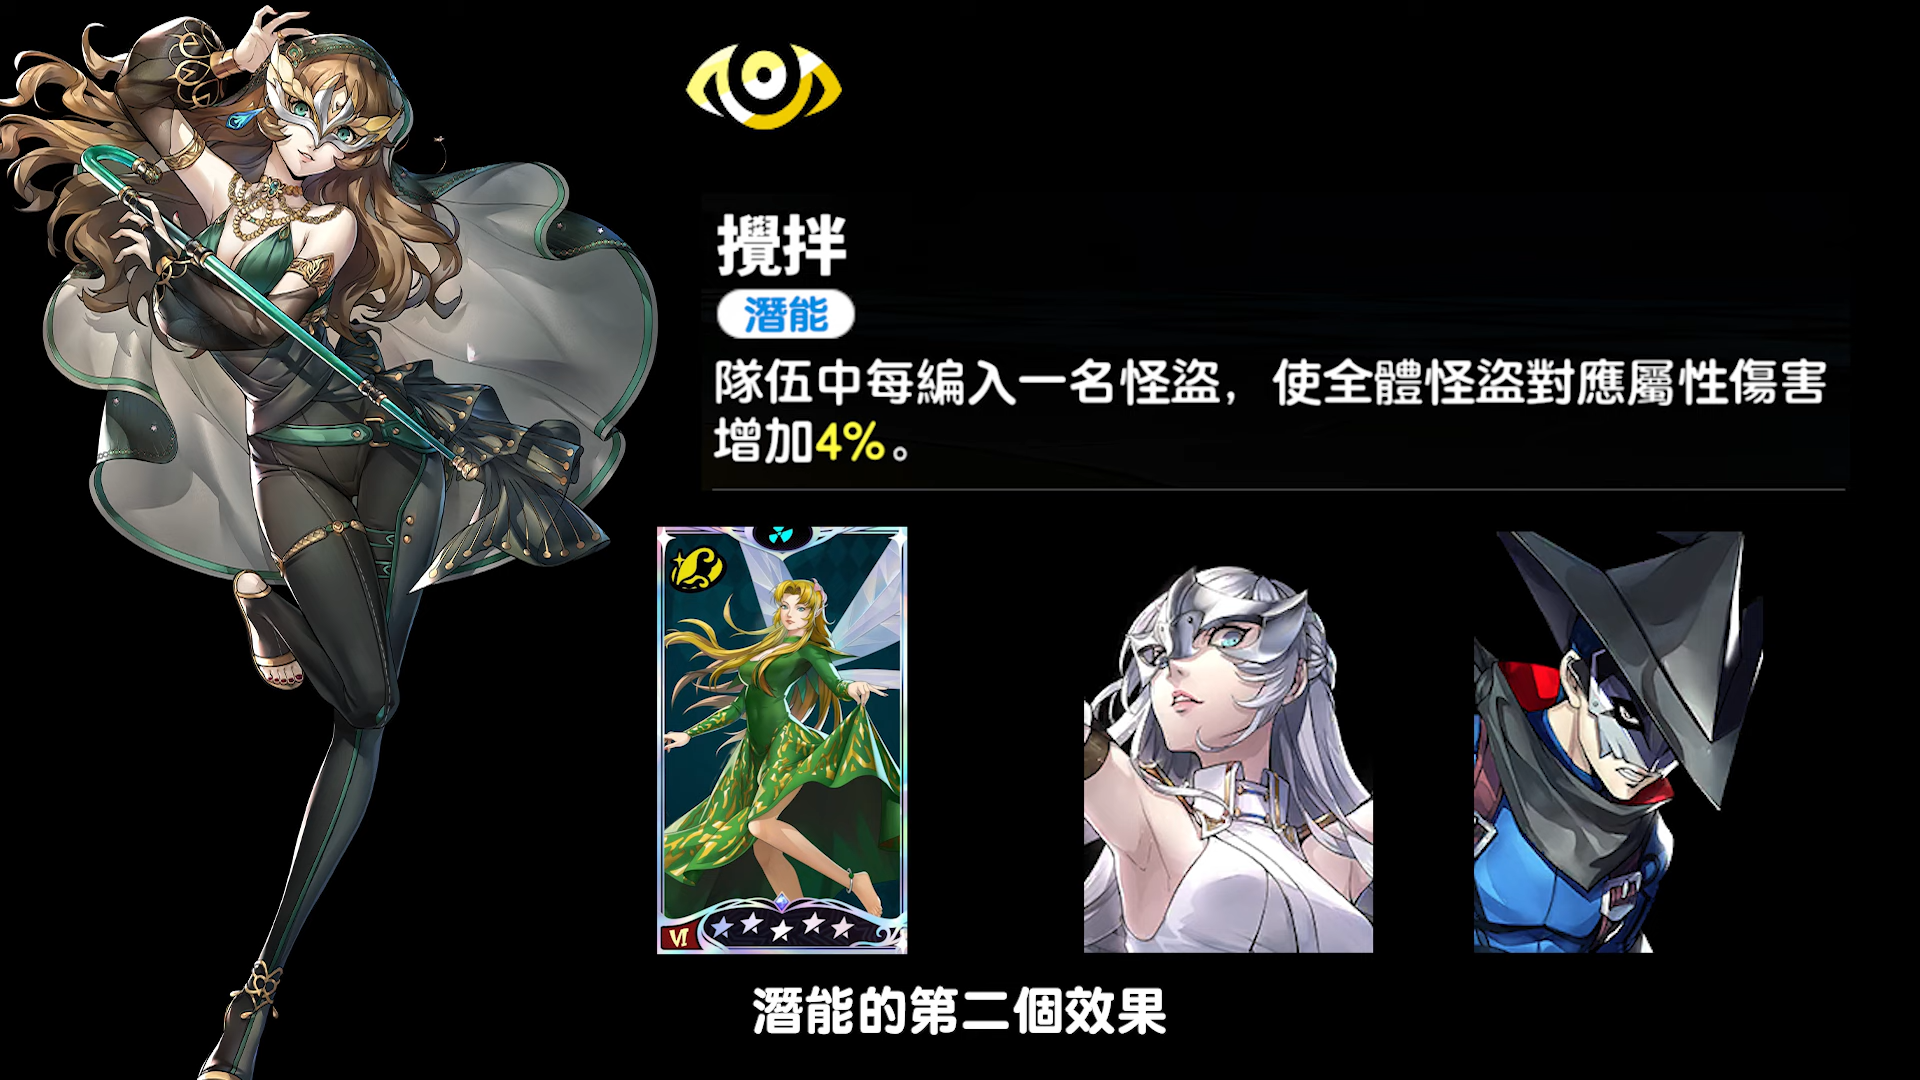 攪拌
潛能
隊伍中每編入一名怪盜，使全體怪盜對應屬性傷害
增加4%。
VI
潛能的第二個效果